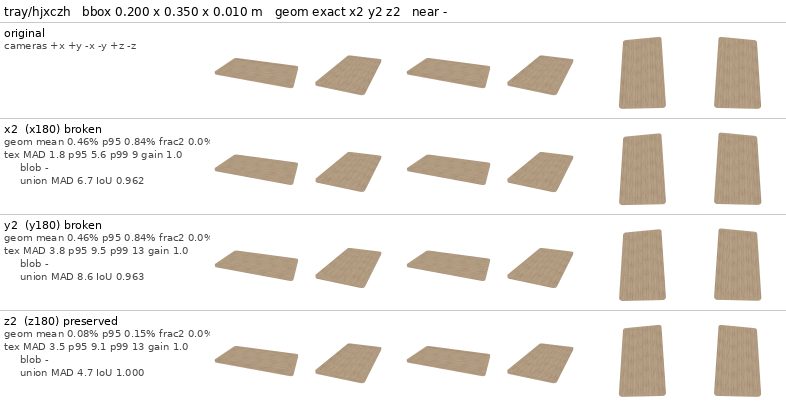 tray/hjxczh bbox 0.200 x 0.350 x 0.010 m geom exact x2 y2 z2 near -
original
cameras +x +y -x -y +z -z
x2 (x180) broken
geom mean 0.46% p95 0.84% frac2 0.0%
tex MAD 1.8 p95 5.6 p99 9 gain 1.0
blob -
union MAD 6.7 IoU 0.962
y2 (y180) broken
geom mean 0.46% p95 0.84% frac2 0.0%
tex MAD 3.8 p95 9.5 p99 13 gain 1.0
blob -
union MAD 8.6 IoU 0.963
z2 (z180) preserved
geom mean 0.08% p95 0.15% frac2 0.0%
tex MAD 3.5 p95 9.1 p99 13 gain 1.0
blob -
union MAD 4.7 IoU 1.000